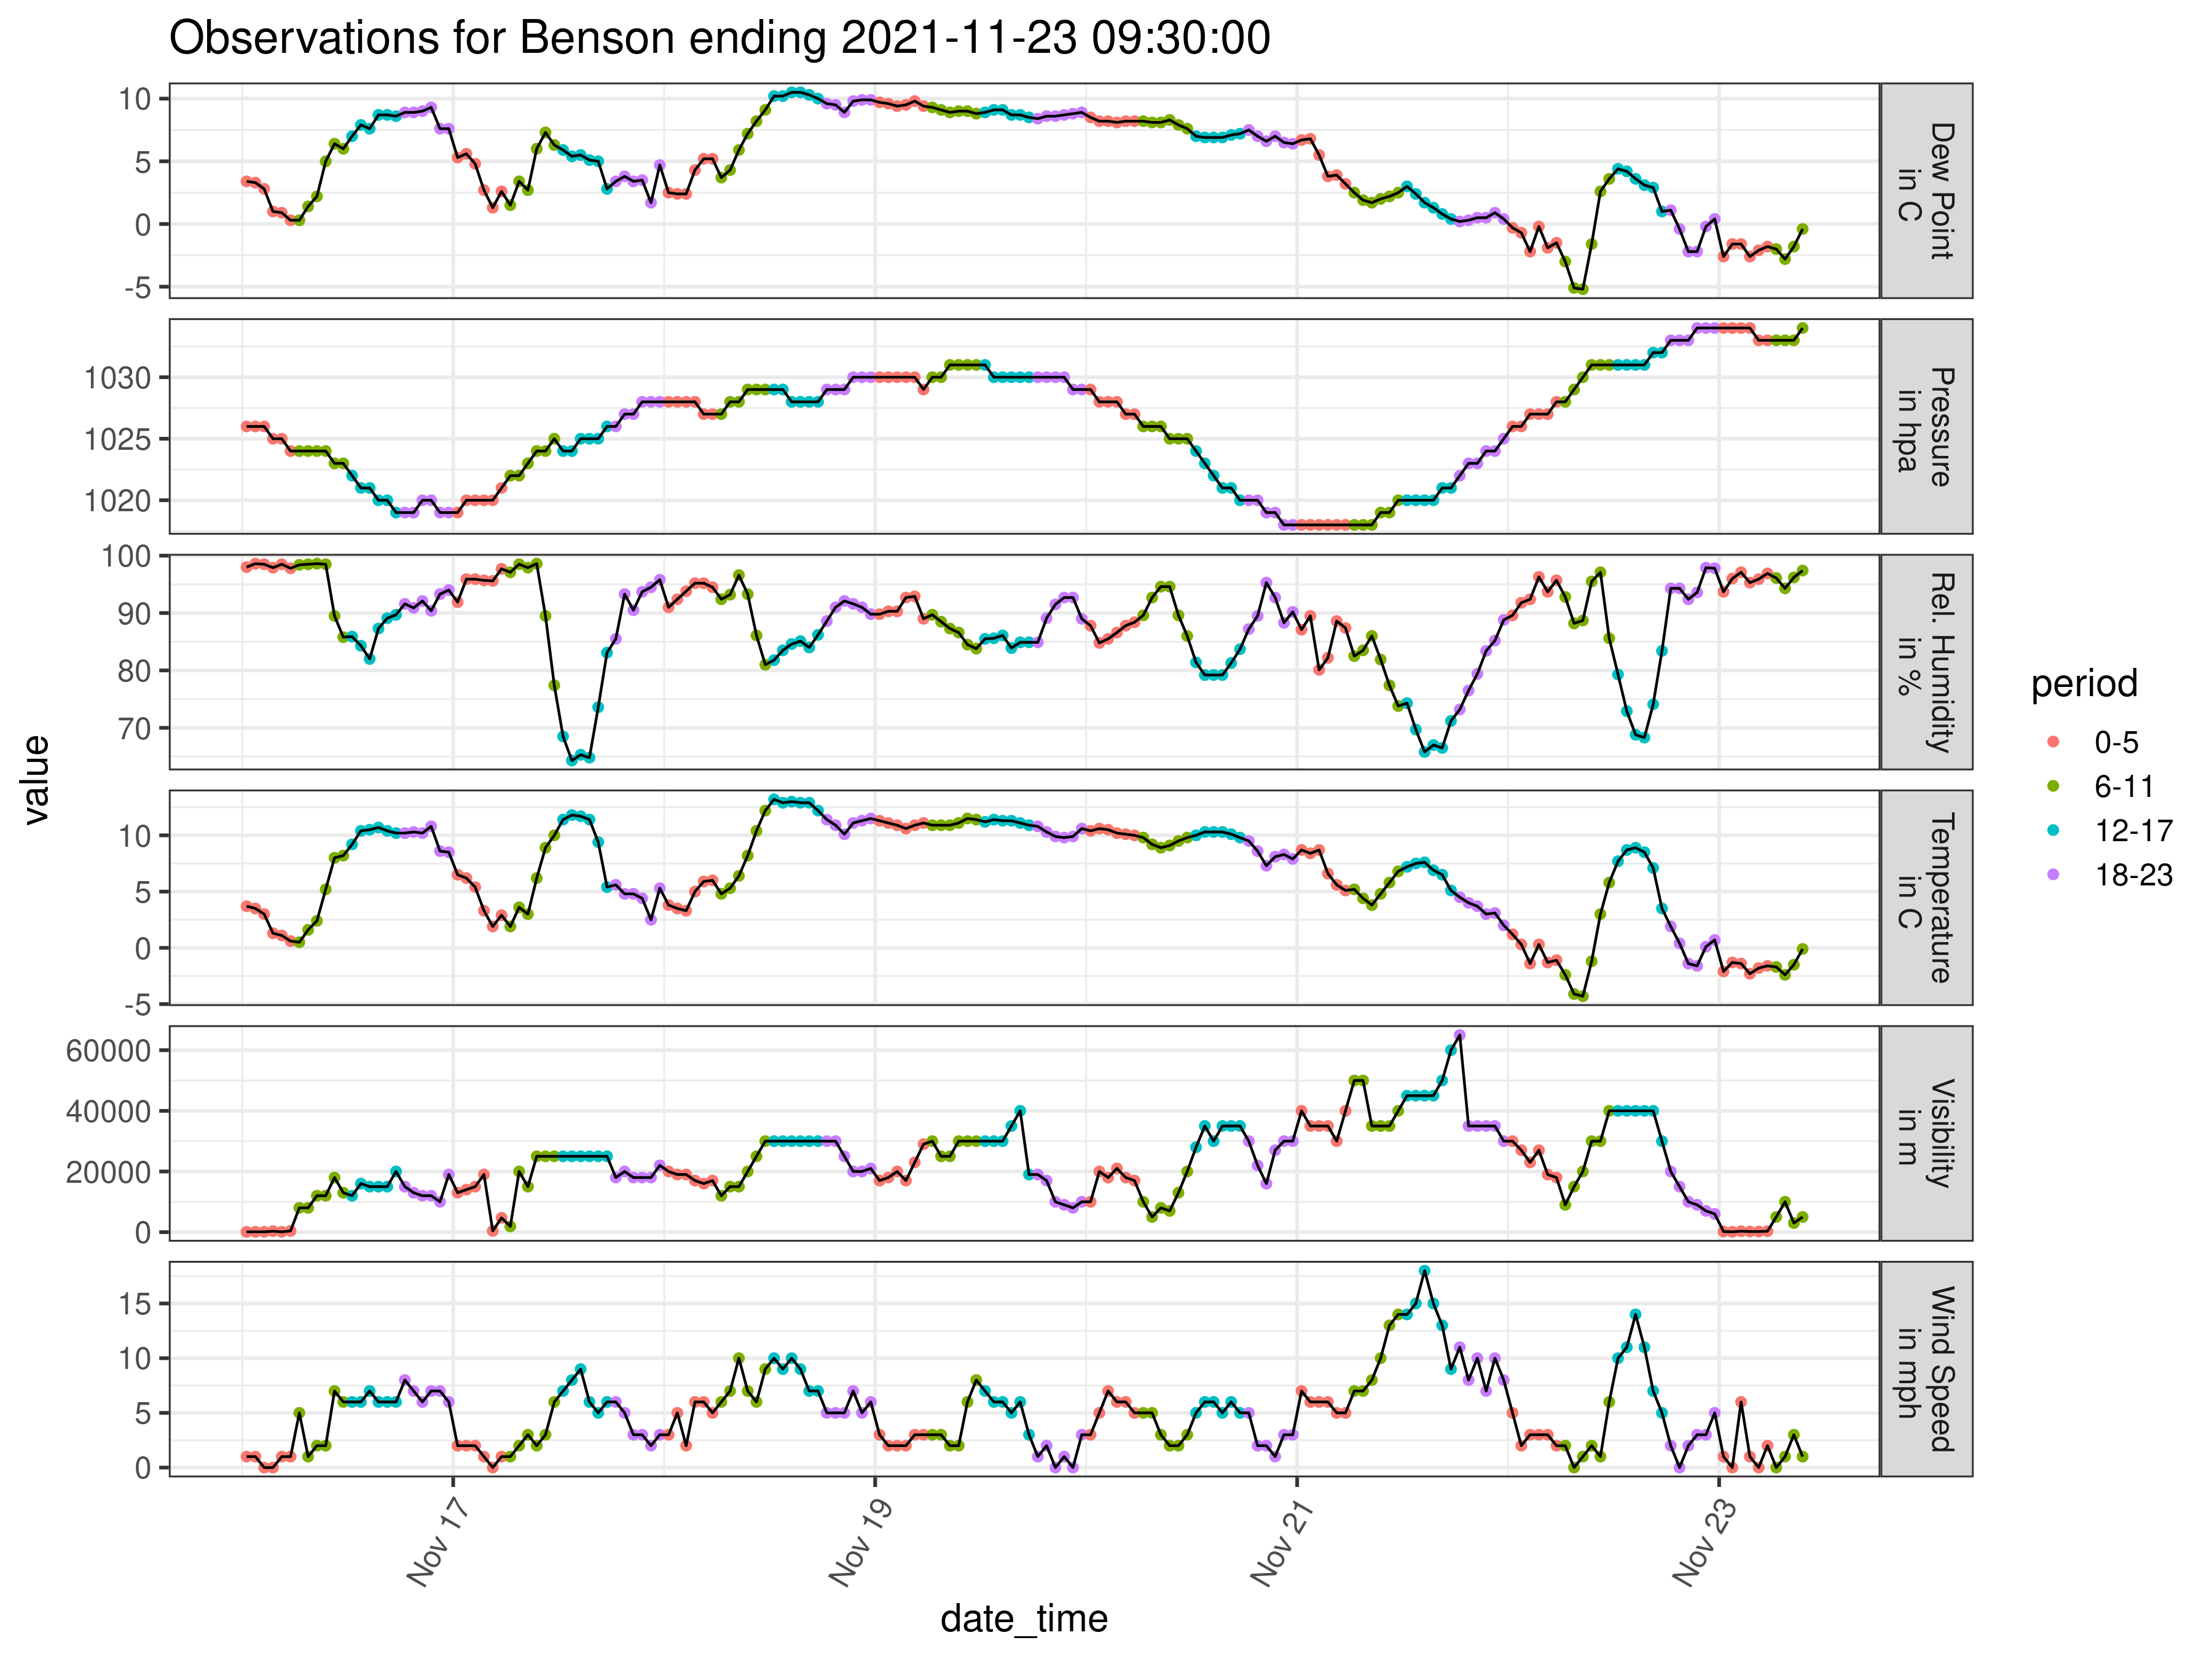 Observations for Benson ending 2021-11-23 09:30:00
value
10
5
0
-5
Dew Point
in C
1030
1025
1020
Pressure
in hpa
100
90
80
70
Rel. Humidity
in %
10
5
0
-5
Temperature
in C
60000
40000
20000
0
Visibility
in m
15
10
5
0
Wind Speed
in mph
Nov 17
Nov 19
Nov 21
Nov 23
date_time
period
0-5
6-11
12-17
18-23